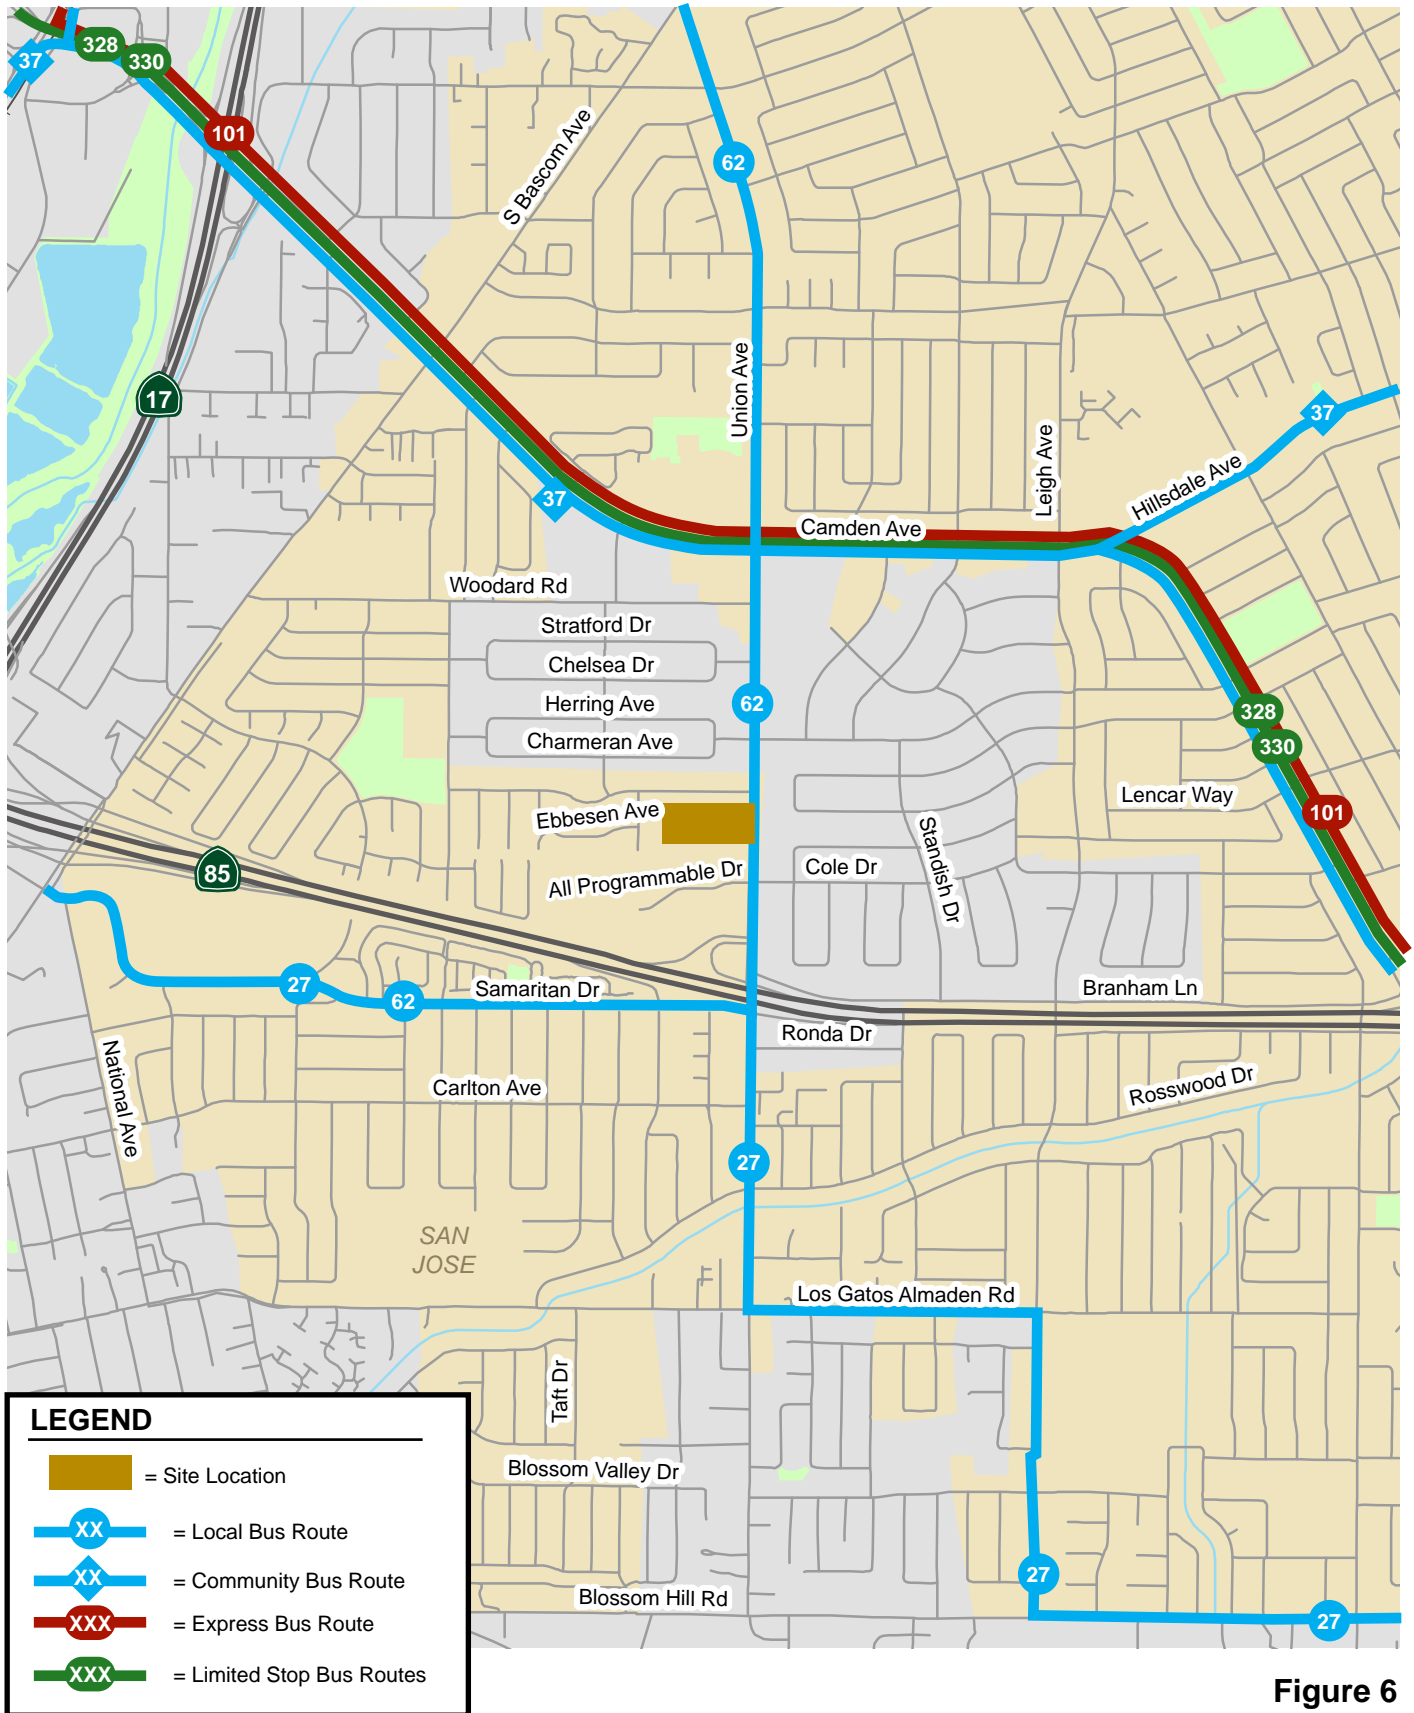 328
330
37
101
S Bascom Ave
62
17
Union Ave
37
Leigh Ave
Hillsdale Ave
37
Camden Ave
Woodard Rd
Stratford Dr
Chelsea Dr
Herring Ave
62
Charmeran Ave
328
330
Lencar Way
101
Ebbesen Ave
Standish Dr
85
All Programmable Dr
Cole Dr
27
62
Samaritan Dr
Branham Ln
Ronda Dr
National Ave
Carlton Ave
Rosswood Dr
27
SAN
JOSE
Los Gatos Almaden Rd
Taft Dr
Blossom Valley Dr
27
Blossom Hill Rd
27
LEGEND
= Site Location
XX = Local Bus Route
XX = Community Bus Route
XXX = Express Bus Route
XXX = Limited Stop Bus Routes
Figure 6